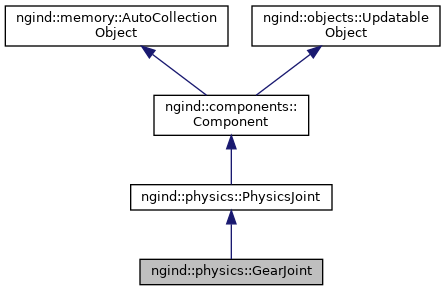 ngind::memory::AutoCollection
Object
ngind::objects::Updatable
Object
ngind::components::
Component
ngind::physics::PhysicsJoint
ngind::physics::GearJoint